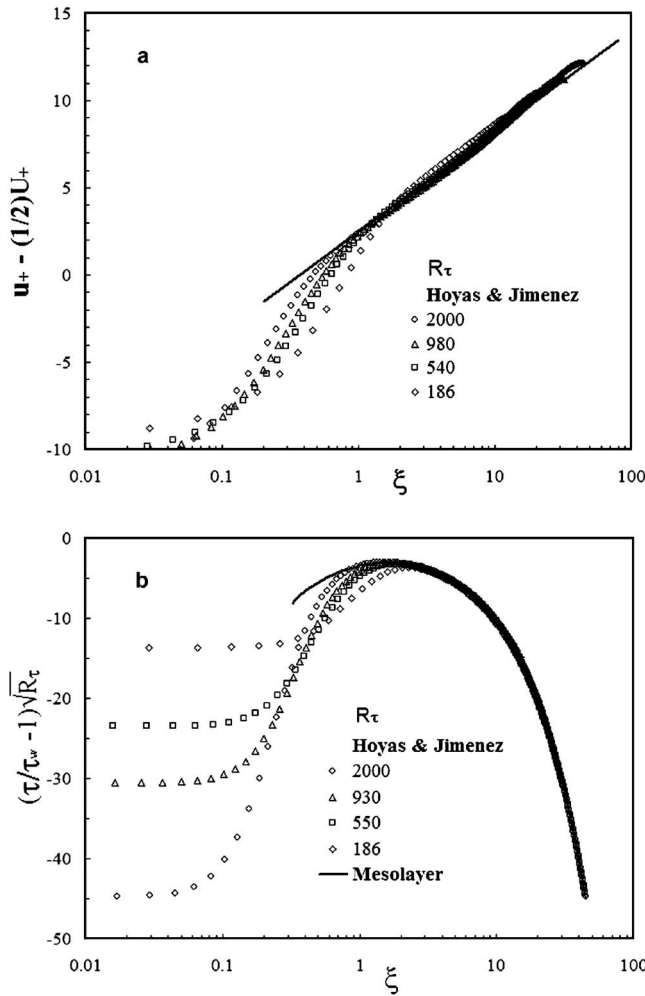 15
a
10
5
0
-5
-10
u+ - (1/2)U+
Rτ
Hoyas & Jimenez
2000
980
540
186
0.01
0.1
1
10
100
ξ
0
b
-10
-20
-30
-40
-50
(τ/τw -1)√Rτ
Rτ
Hoyas & Jimenez
2000
930
550
186
Mesolayer
0.01
0.1
1
10
100
ξ